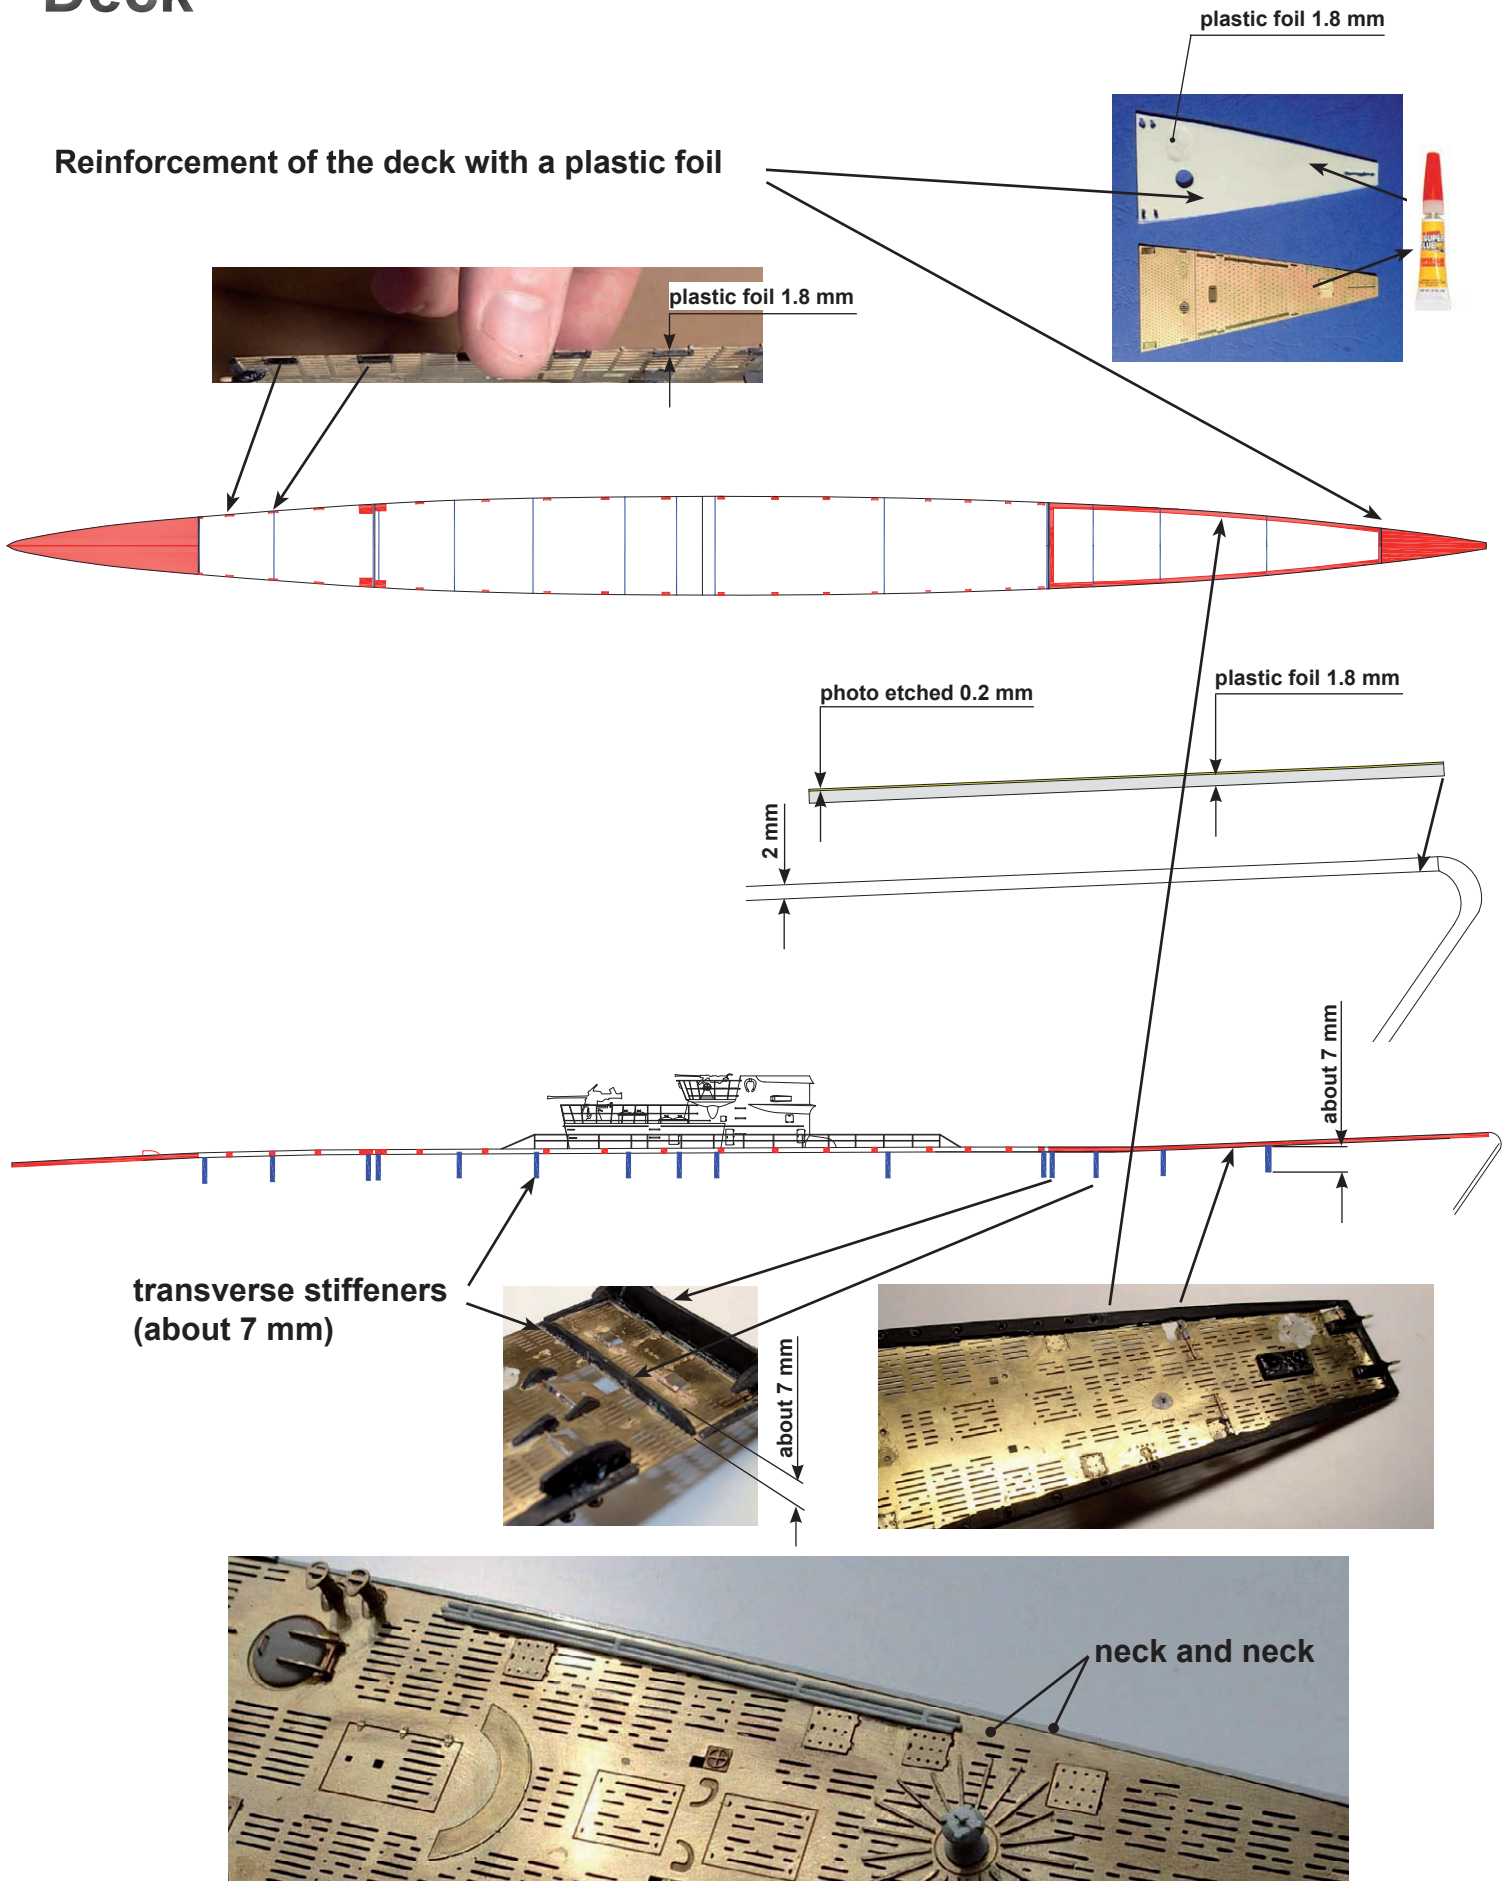 Deck
plastic foil 1.8 mm
Reinforcement of the deck with a plastic foil
SUPER
plastic foil 1.8 mm
photo etched 0.2 mm
plastic foil 1.8 mm
2 mm
about 7 mm
transverse stiffeners
(about 7 mm)
about 7 mm
neck and neck